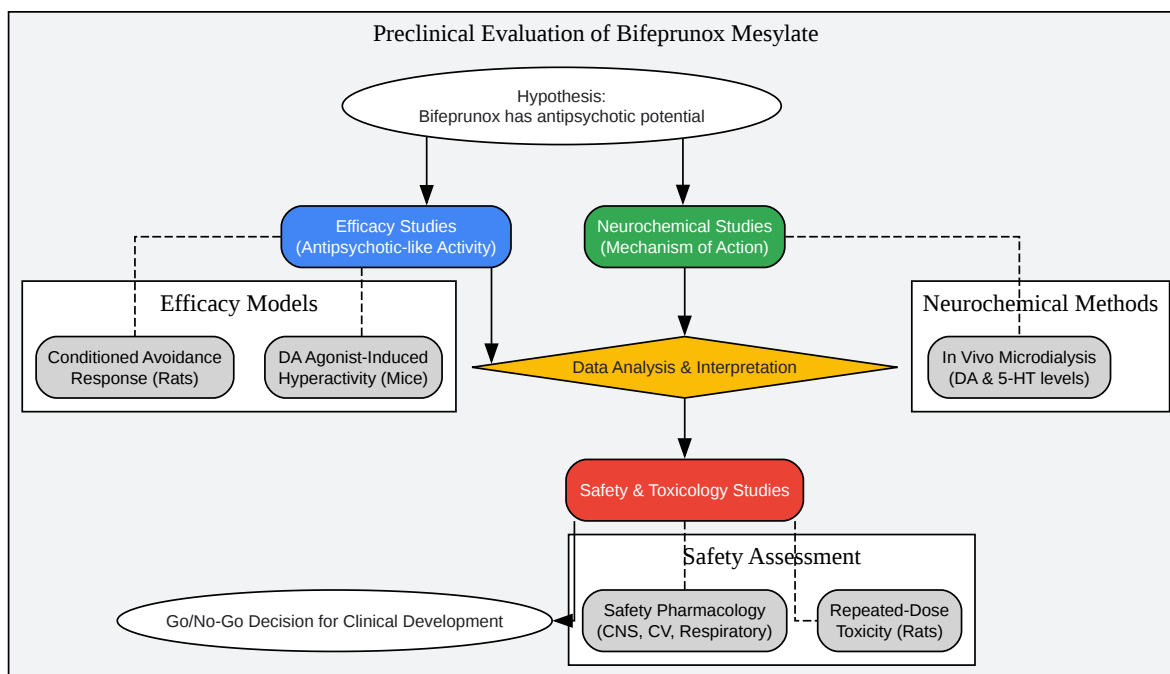 Preclinical Evaluation of Bifeprunox Mesylate
Hypothesis:
Bifeprunox has antipsychotic potential
Efficacy Studies
(Antipsychotic-like Activity)
Neurochemical Studies
(Mechanism of Action)
Efficacy Models
Conditioned Avoidance
Response (Rats)
DA Agonist-Induced
Hyperactivity (Mice)
Data Analysis & Interpretation
Neurochemical Methods
In Vivo Microdialysis
(DA & 5-HT levels)
Safety & Toxicology Studies
Safety Assessment
Go/No-Go Decision for Clinical Development
Safety Pharmacology
(CNS, CV, Respiratory)
Repeated-Dose
Toxicity (Rats)